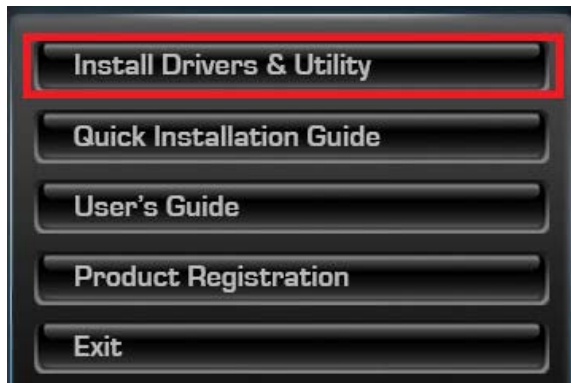 Install Drivers & Utility
Quick Installation Guide
User's Guide
Product Registration
Exit